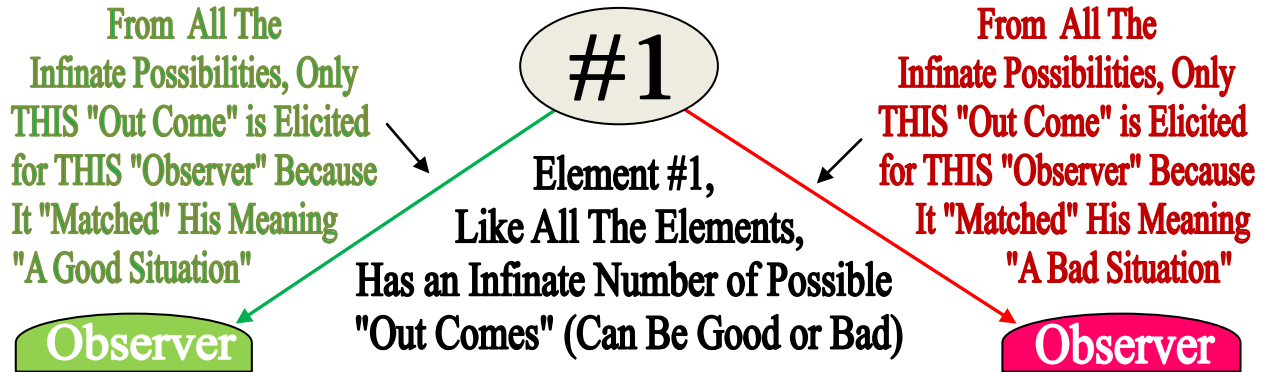 From All The
Infinate Possibilities, Only
THIS "Out Come" is Elicited
for THIS "Observer" Because
It "Matched" His Meaning
"A Good Situation"
Observer
#1
Element #1,
Like All The Elements,
Has an Infinate Number of Possible
"Out Comes" (Can Be Good or Bad)
From All The
Infinate Possibilities, Only
THIS "Out Come" is Elicited
for THIS "Observer" Because
It "Matched" His Meaning
"A Bad Situation"
Observer